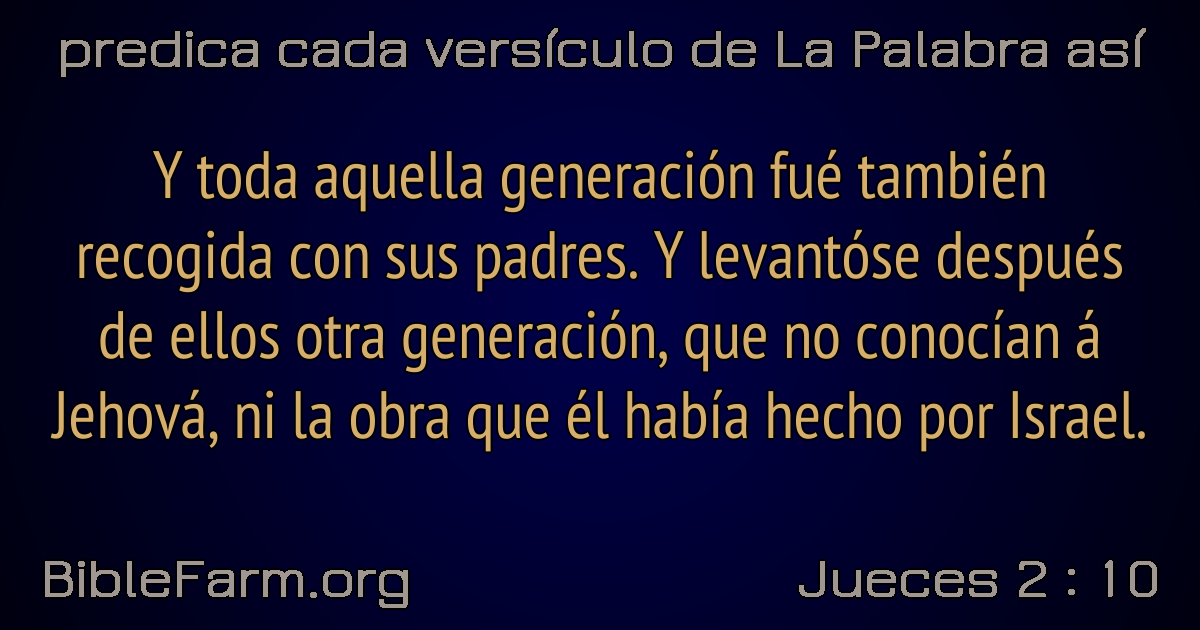 predica cada versículo de La Palabra así
Y toda aquella generación fué también
recogida con sus padres. Y levantóse después
de ellos otra generación, que no conocían á
Jehová, ni la obra que él había hecho por Israel.
BibleFarm.org
Jueces 2 : 10